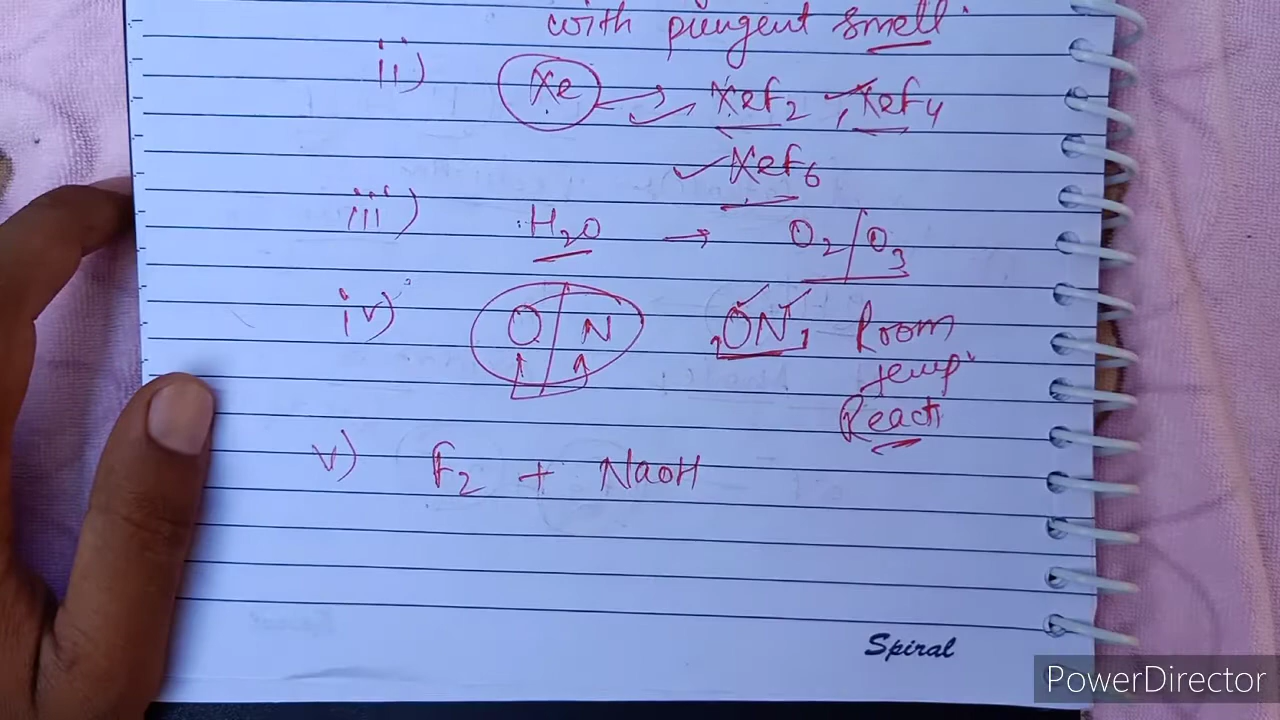 with pungent smell
ii) Xe → XeF2, XeF4
XeF6
iii) H2O → O2/O3
iv) O N ON, Room
temp
React
v) F2 + NaOH
Spiral
PowerDirector